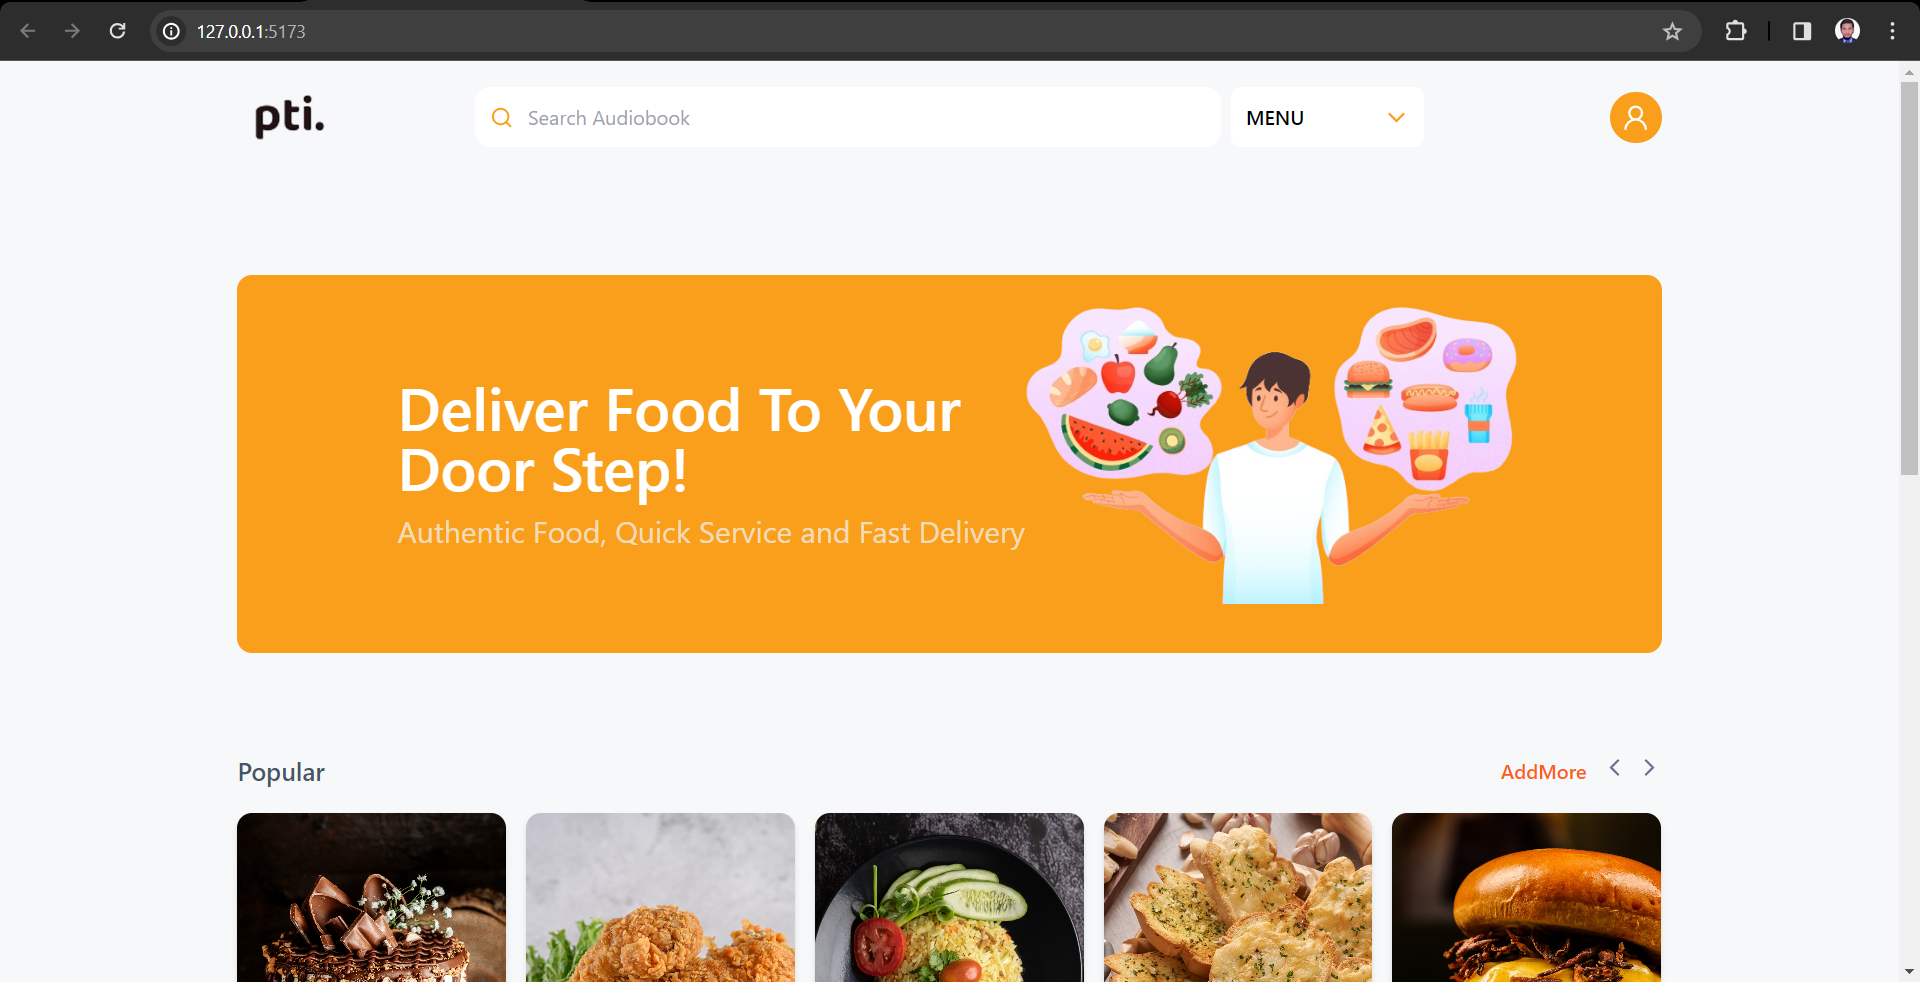 127.0.0.1:5173
pti.
Search Audiobook
MENU
Deliver Food To Your
Door Step!
Authentic Food, Quick Service and Fast Delivery
Popular
AddMore